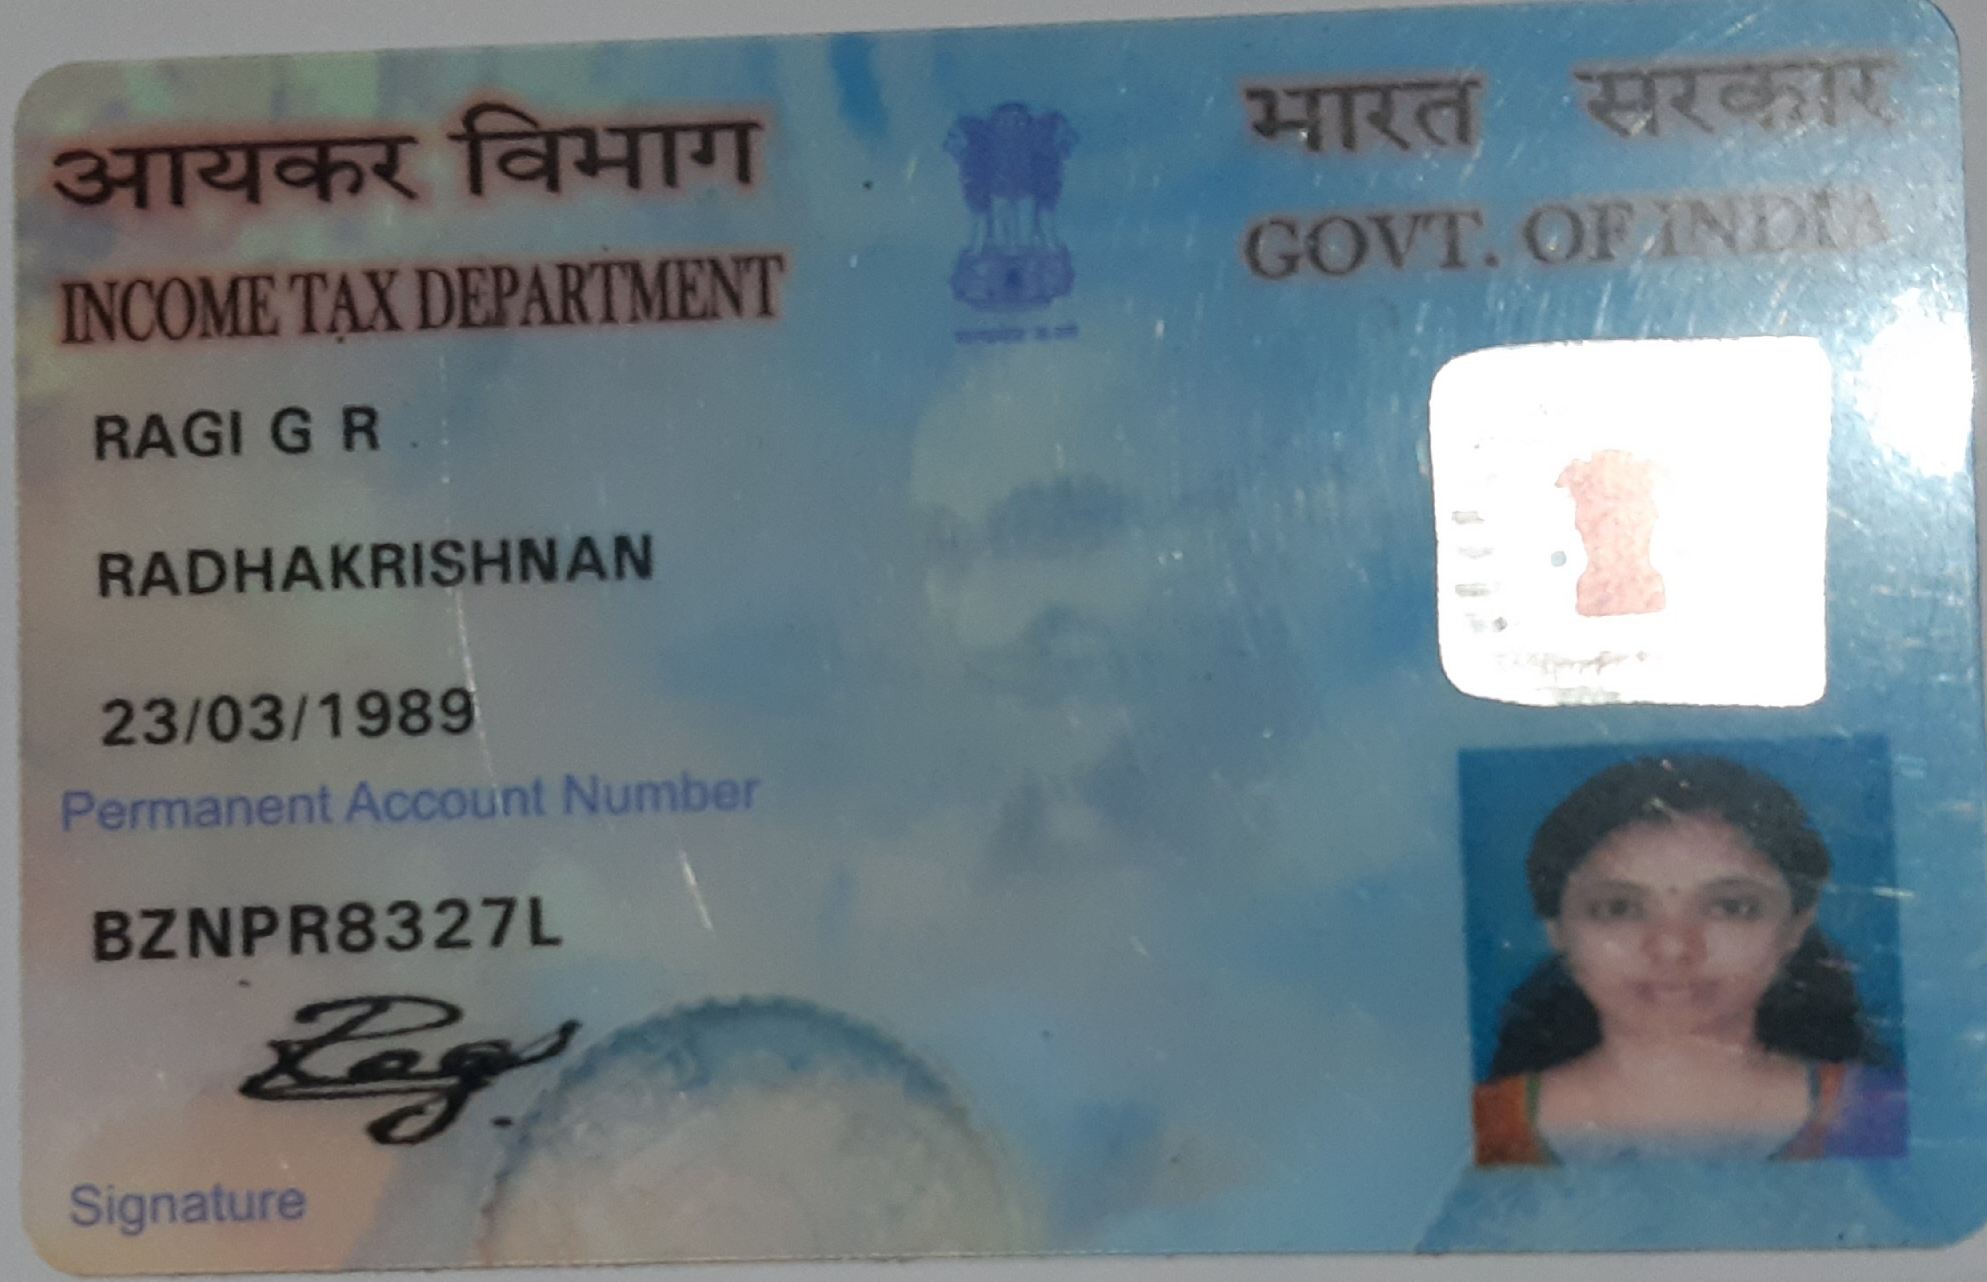 आयकर विभाग
INCOME TAX DEPARTMENT
भारत सरकार
GOVT. OF INDIA
RAGI G R
RADHAKRISHNAN
23/03/1989
Permanent Account Number
BZNPR8327L
Ragi.
Signature